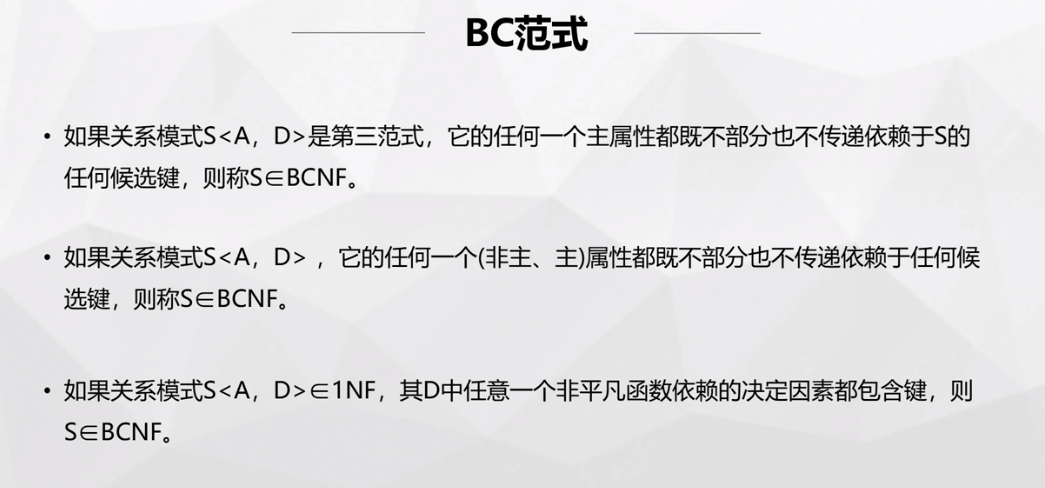 BC范式
• 如果关系模式S<A，D>是第三范式，它的任何一个主属性都既不部分也不传递依赖于S的
任何候选键，则称S∈BCNF。
• 如果关系模式S<A，D> ，它的任何一个(非主、主)属性都既不部分也不传递依赖于任何候
选键，则称S∈BCNF。
• 如果关系模式S<A，D>∈1NF，其D中任意一个非平凡函数依赖的决定因素都包含键，则
S∈BCNF。